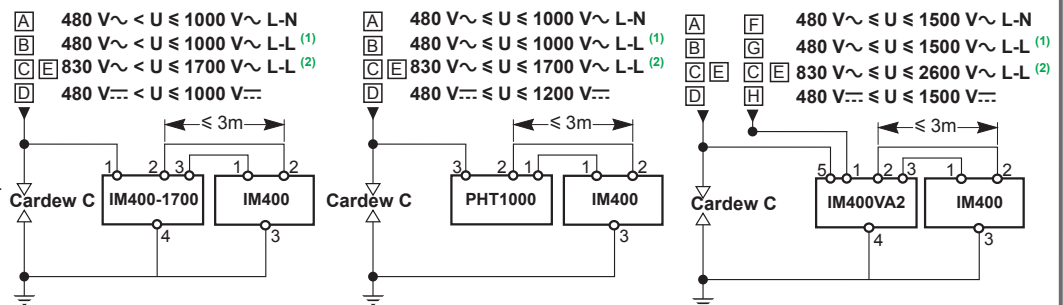 A 480 V~ < U ≤ 1000 V~ L-N
B 480 V~ < U ≤ 1000 V~ L-L (1)
C E 830 V~ < U ≤ 1700 V~ L-L (2)
D 480 V⎓ < U ≤ 1000 V⎓
≤ 3m
1 2 3 1 2
Cardew C IM400-1700 IM400
4 3
A 480 V~ ≤ U ≤ 1000 V~ L-N
B 480 V~ ≤ U ≤ 1000 V~ L-L (1)
C E 830 V~ ≤ U ≤ 1700 V~ L-L (2)
D 480 V⎓ ≤ U ≤ 1200 V⎓
≤ 3m
3 2 1 1 2
Cardew C PHT1000 IM400
3
A F 480 V~ ≤ U ≤ 1500 V~ L-N
B G 480 V~ ≤ U ≤ 1500 V~ L-L (1)
C E C E 830 V~ ≤ U ≤ 2600 V~ L-L (2)
D H 480 V⎓ ≤ U ≤ 1500 V⎓
≤ 3m
5 1 2 3 1 2
Cardew C IM400VA2 IM400
4 3